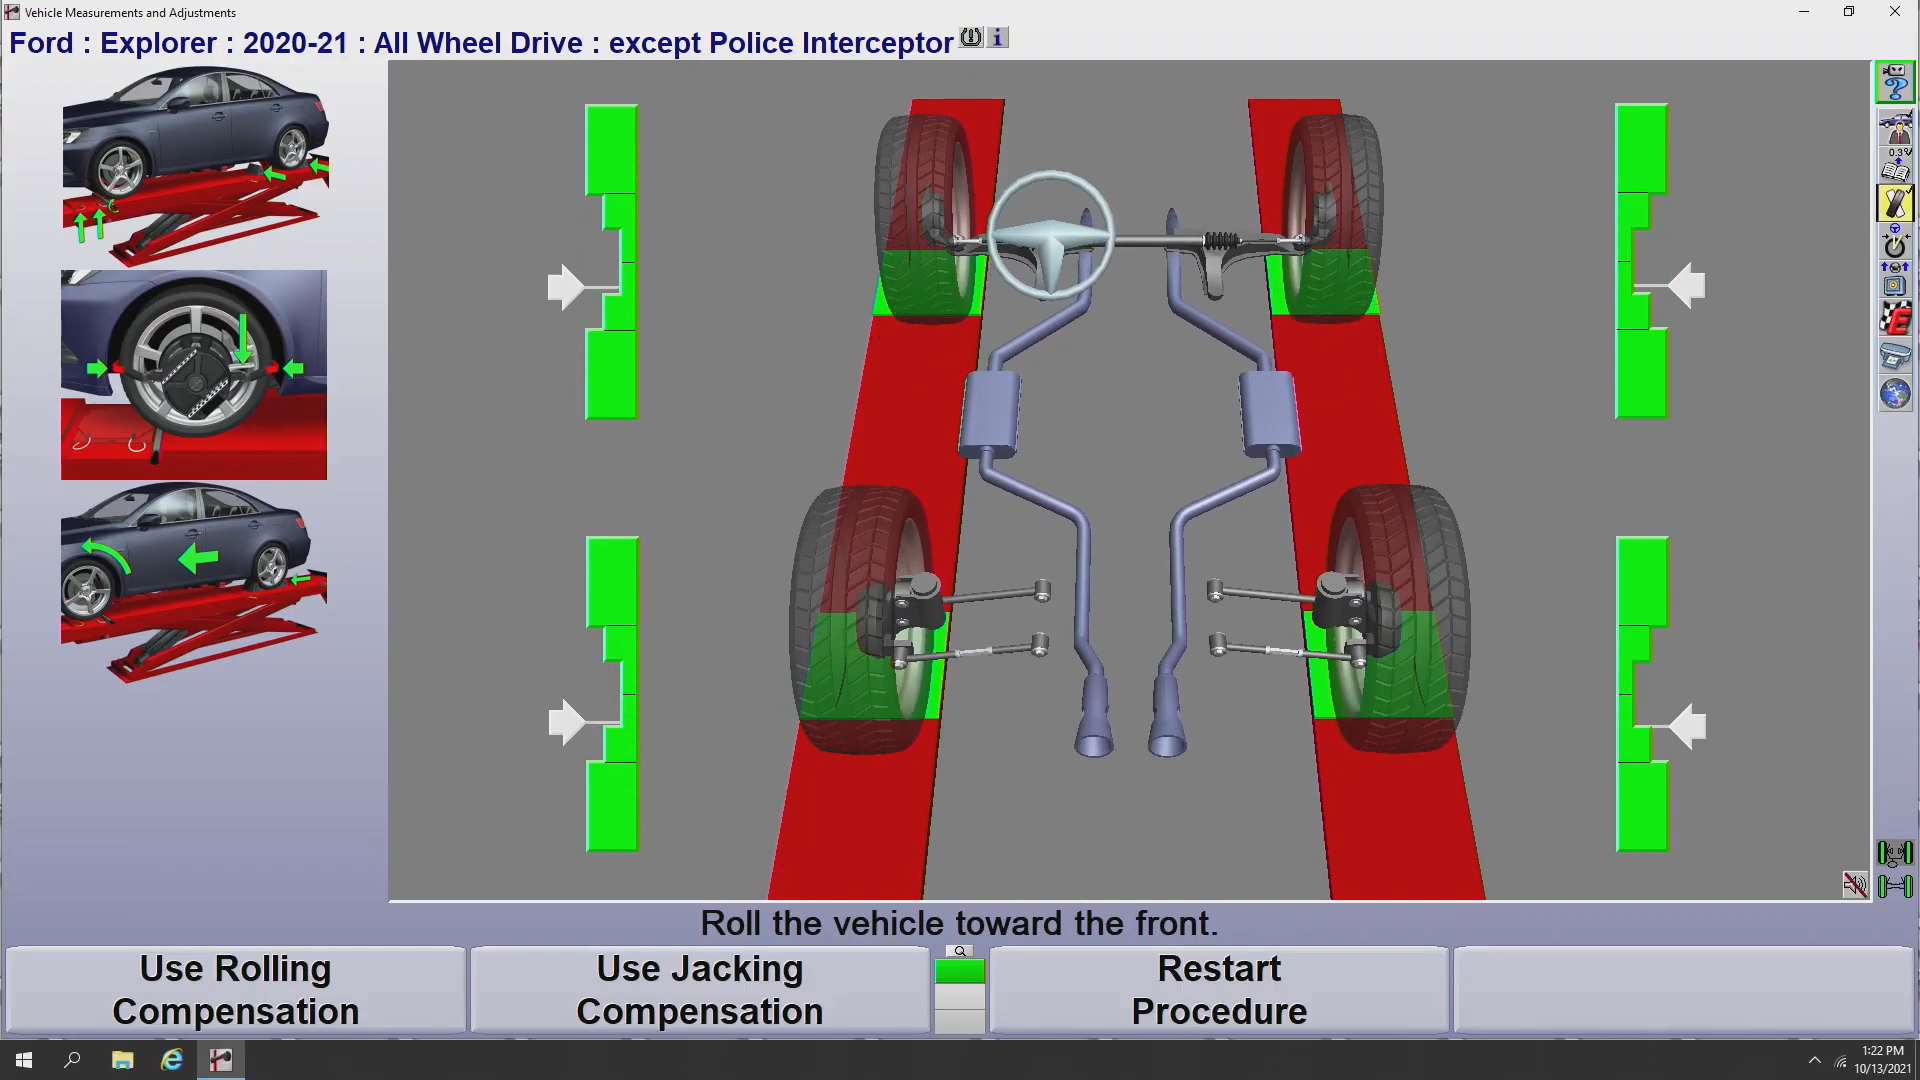 Vehicle Measurements and Adjustments
Ford : Explorer : 2020-21 : All Wheel Drive : except Police Interceptor
0.3°
Roll the vehicle toward the front.
Use Rolling
Compensation
Use Jacking
Compensation
Restart
Procedure
1:22 PM
10/13/2021